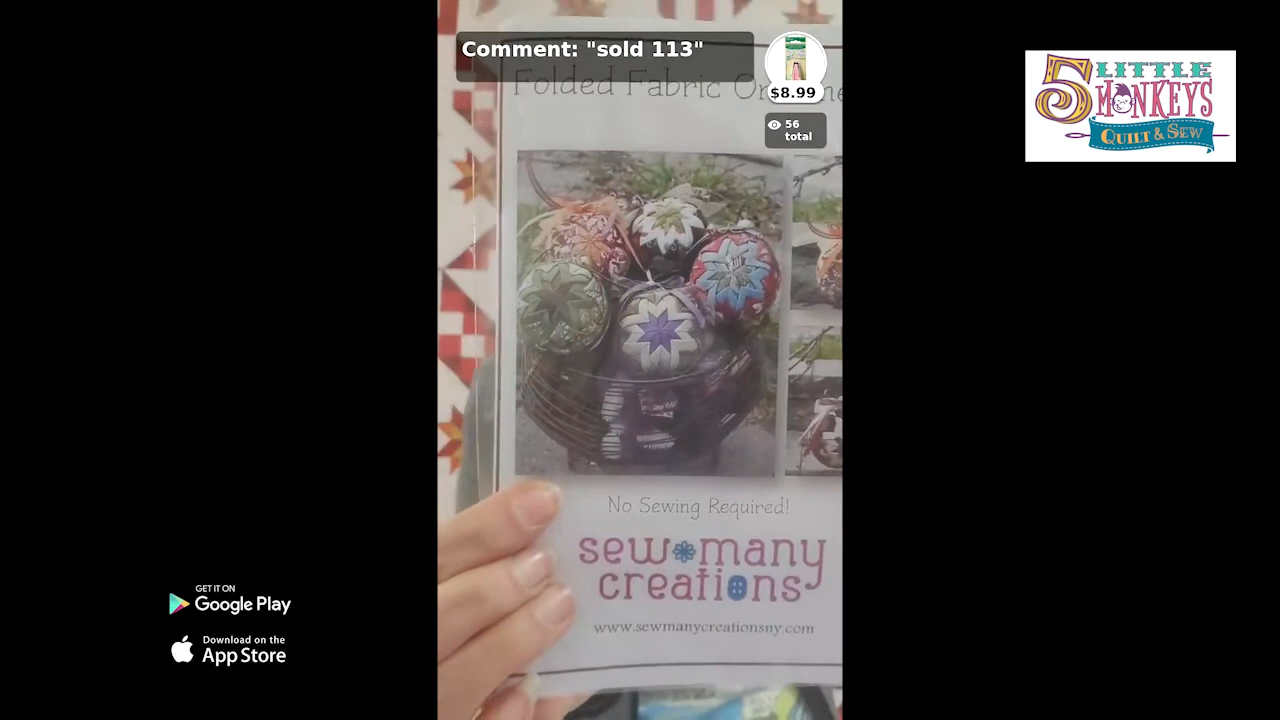 Comment: "sold 113"
$8.99
56
total
Folded Fabric
No Sewing Required!
sew many
creations
www.sewmanycreationsny.com
5 LITTLE
MONKEYS
QUILT & SEW
GET IT ON
Google Play
Download on the
App Store